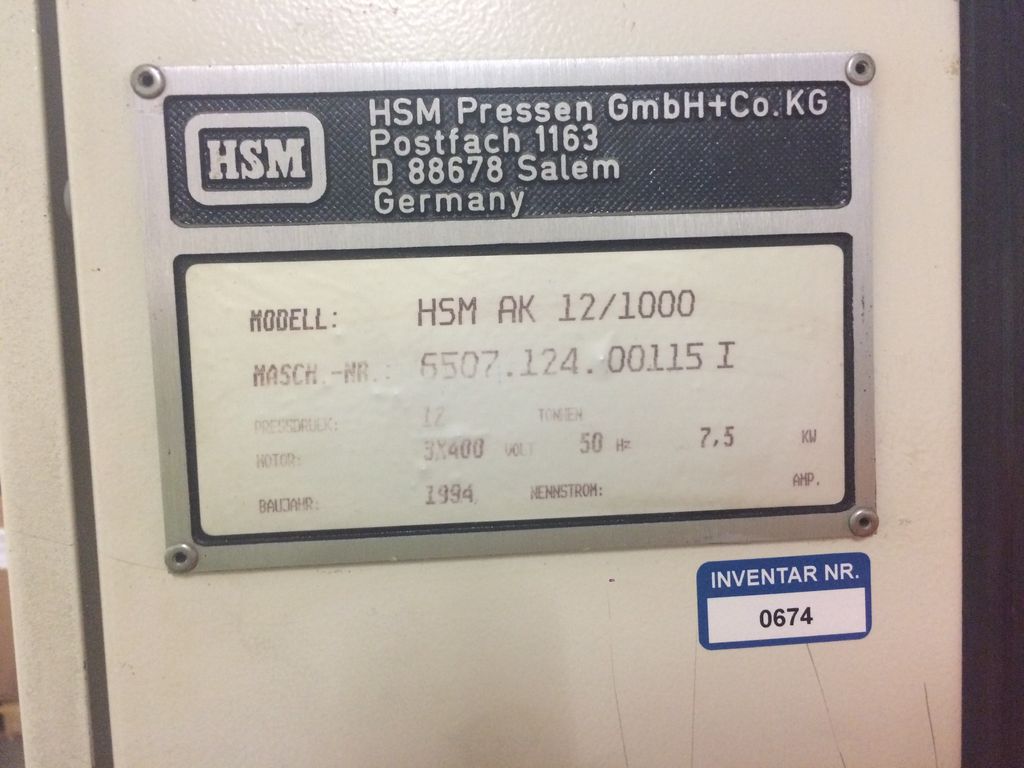 HSM
HSM Pressen GmbH+Co.KG
Postfach 1163
D 88678 Salem
Germany
MODELL: HSM AK 12/1000
MASCH.-NR.: 6507.124.00115 I
PRESSDRUCK: 12 TONNEN
MOTOR: 3X400 VOLT 50 Hz 7,5 KW
BAUJAHR: 1994 NENNSTROM: AMP.
INVENTAR NR.
0674